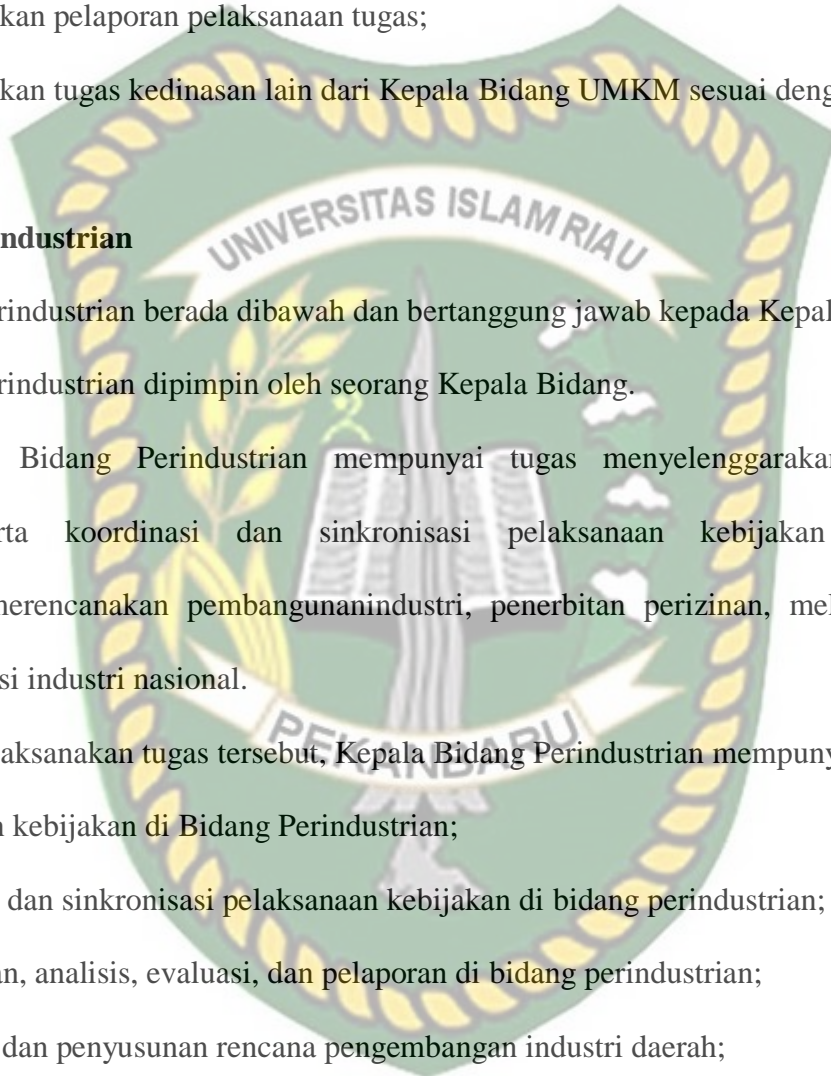 kan pelaporan pelaksanaan tugas;
kan tugas kedinasan lain dari Kepala Bidang UMKM sesuai deng
UNIVERSITAS ISLAM RIAU
ndustrian
rindustrian berada dibawah dan bertanggung jawab kepada Kepal
rindustrian dipimpin oleh seorang Kepala Bidang.
Bidang Perindustrian mempunyai tugas menyelenggarakan
rta koordinasi dan sinkronisasi pelaksanaan kebijakan
nerencanakan pembangunanindustri, penerbitan perizinan, mel
si industri nasional.
PEKANBARU
laksanakan tugas tersebut, Kepala Bidang Perindustrian mempuny
n kebijakan di Bidang Perindustrian;
dan sinkronisasi pelaksanaan kebijakan di bidang perindustrian;
an, analisis, evaluasi, dan pelaporan di bidang perindustrian;
dan penyusunan rencana pengembangan industri daerah;